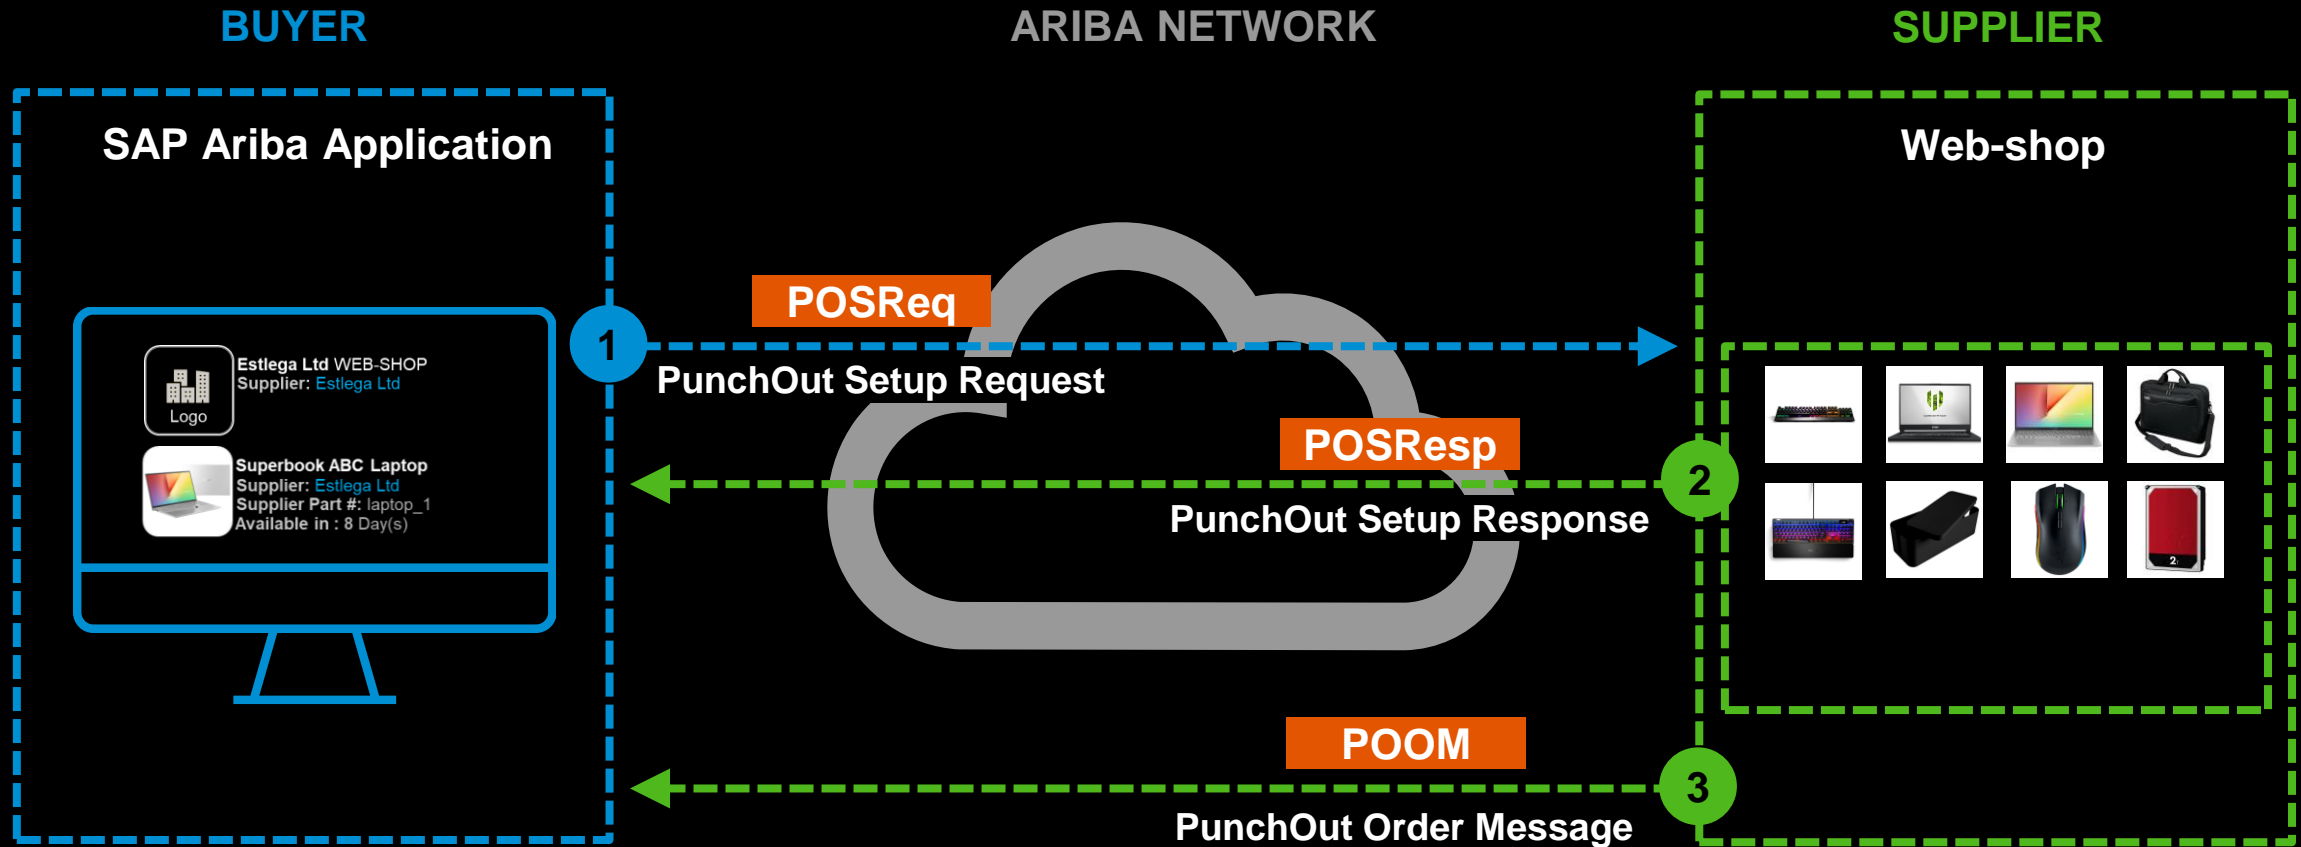 BUYER
ARIBA NETWORK
SUPPLIER
SAP Ariba Application
Web-shop
Logo
Estlega Ltd WEB-SHOP
Supplier: Estlega Ltd
Superbook ABC Laptop
Supplier: Estlega Ltd
Supplier Part #: laptop_1
Available in : 8 Day(s)
1
POSReq
PunchOut Setup Request
POSResp
2
PunchOut Setup Response
POOM
3
PunchOut Order Message